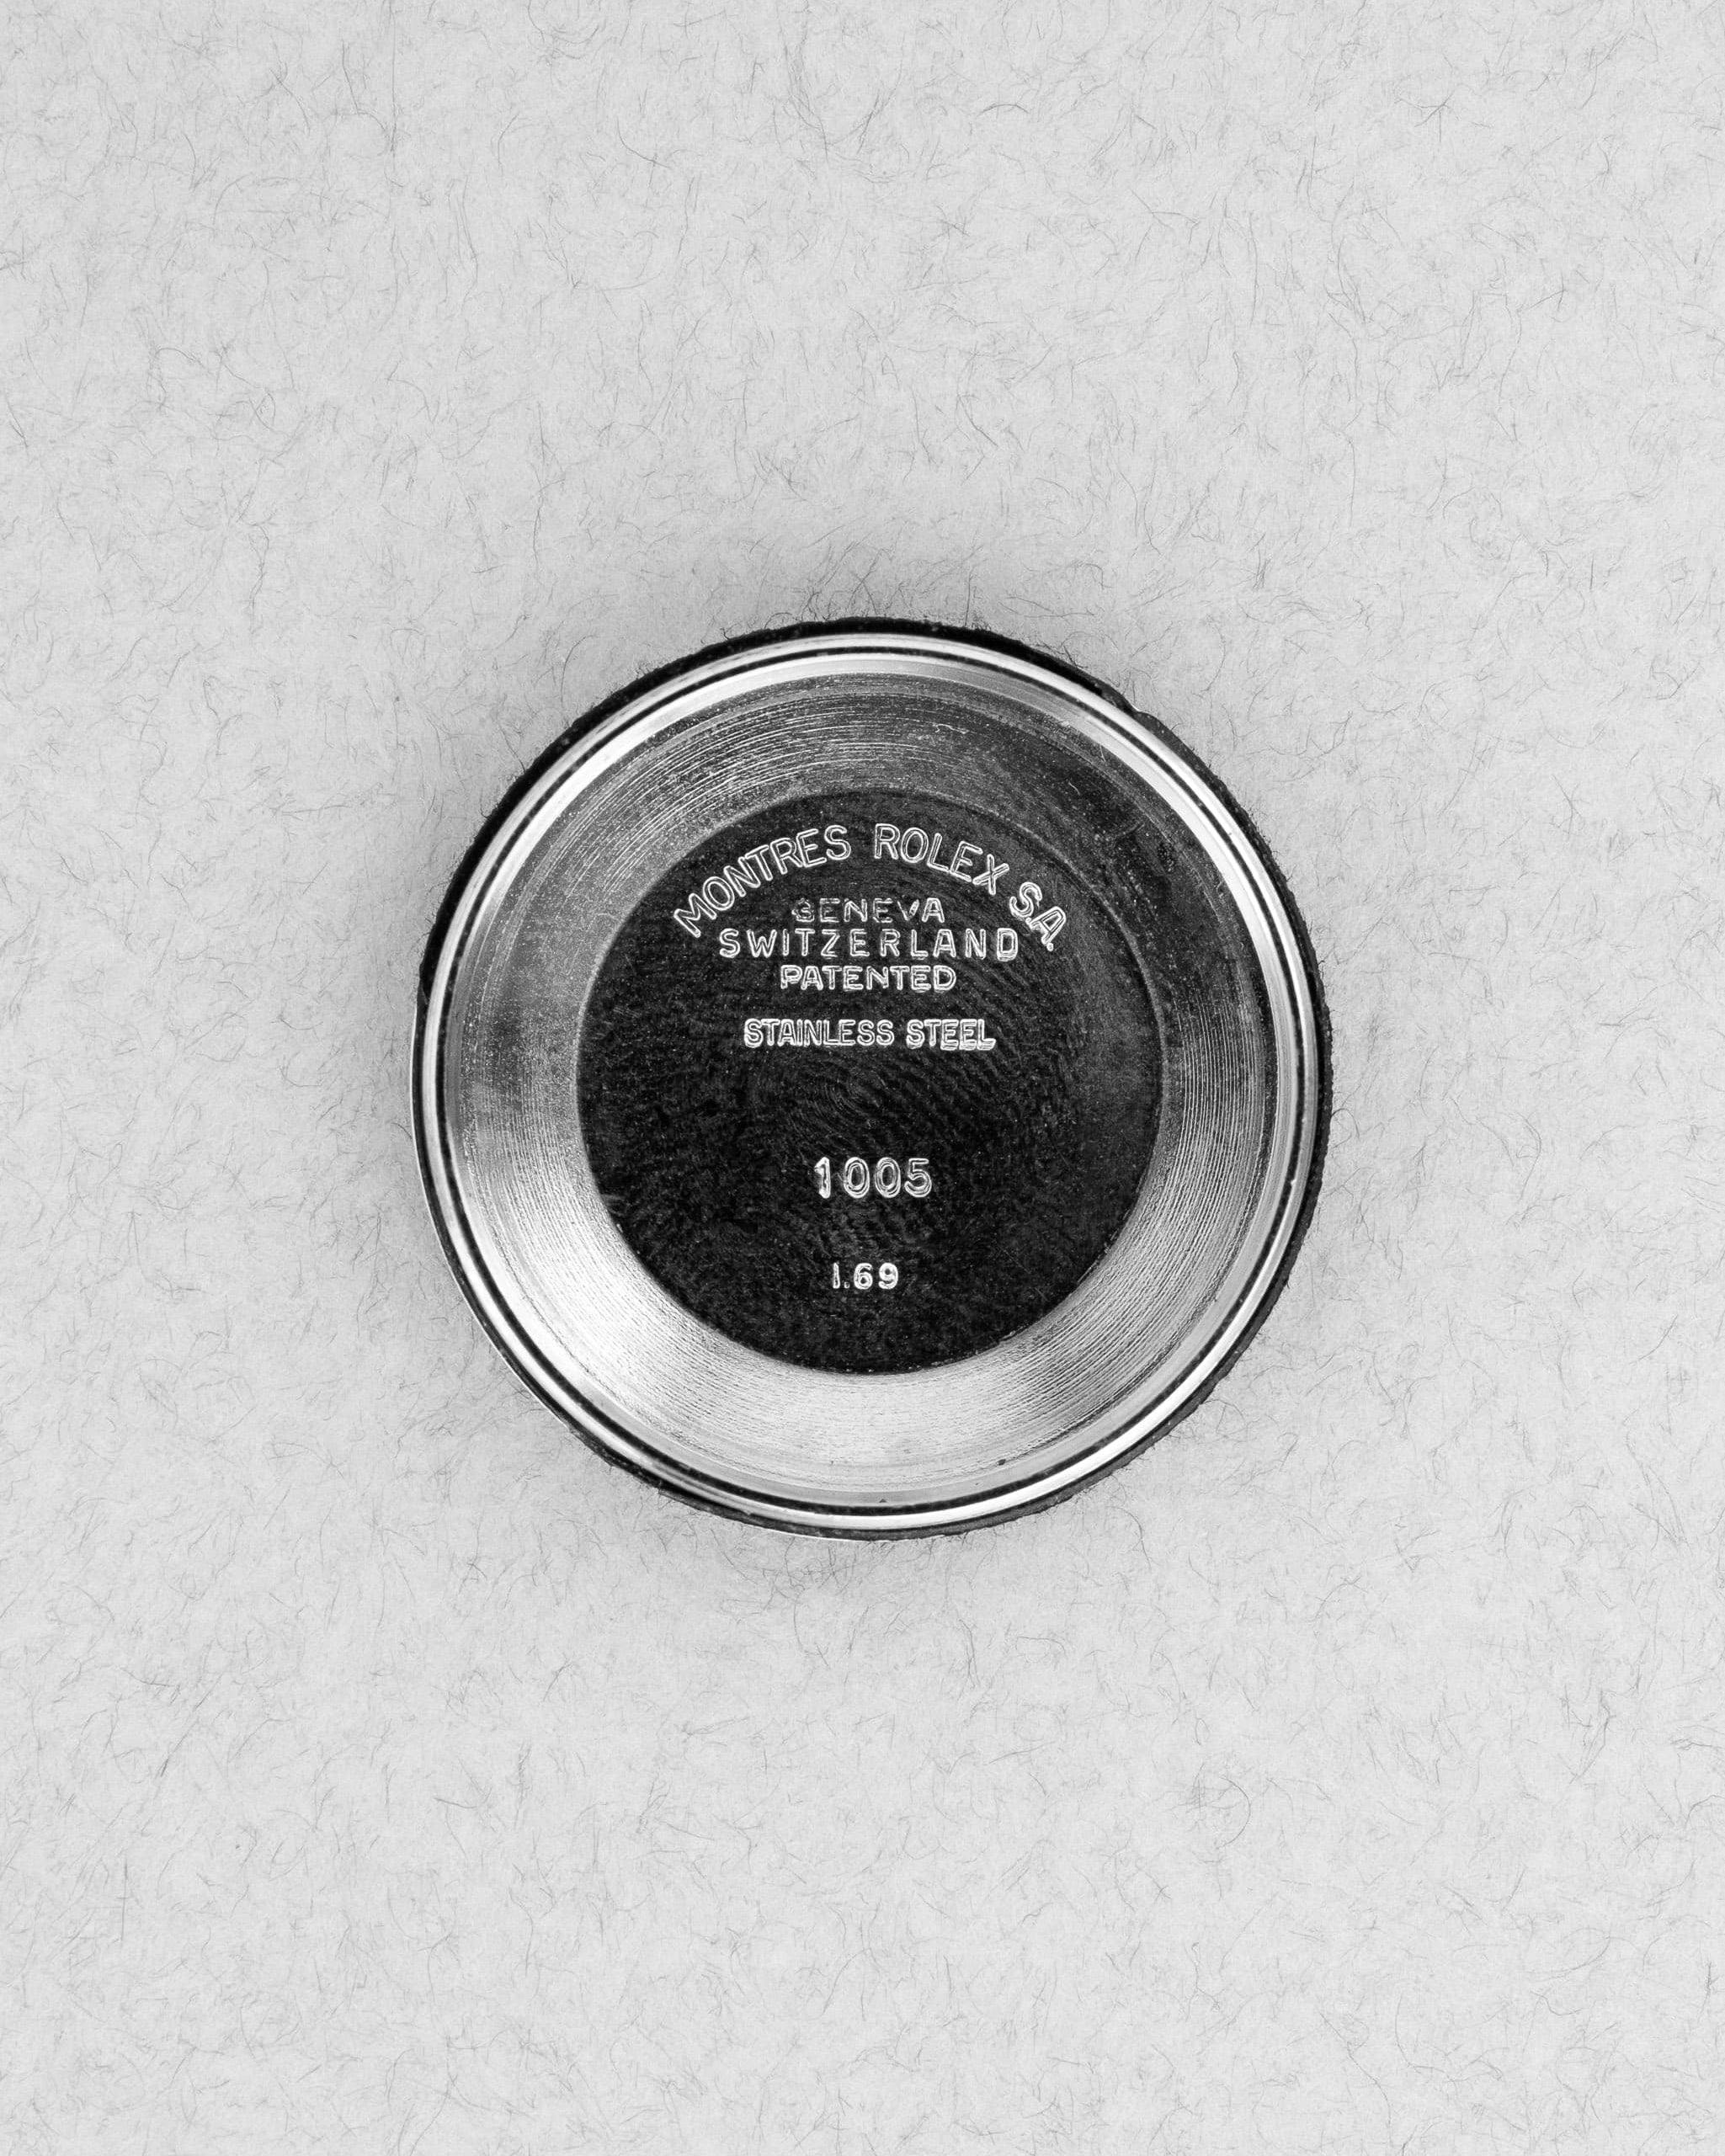 MONTRES ROLEX S.A.
GENEVA
SWITZERLAND
PATENTED
STAINLESS STEEL
1005
I.69